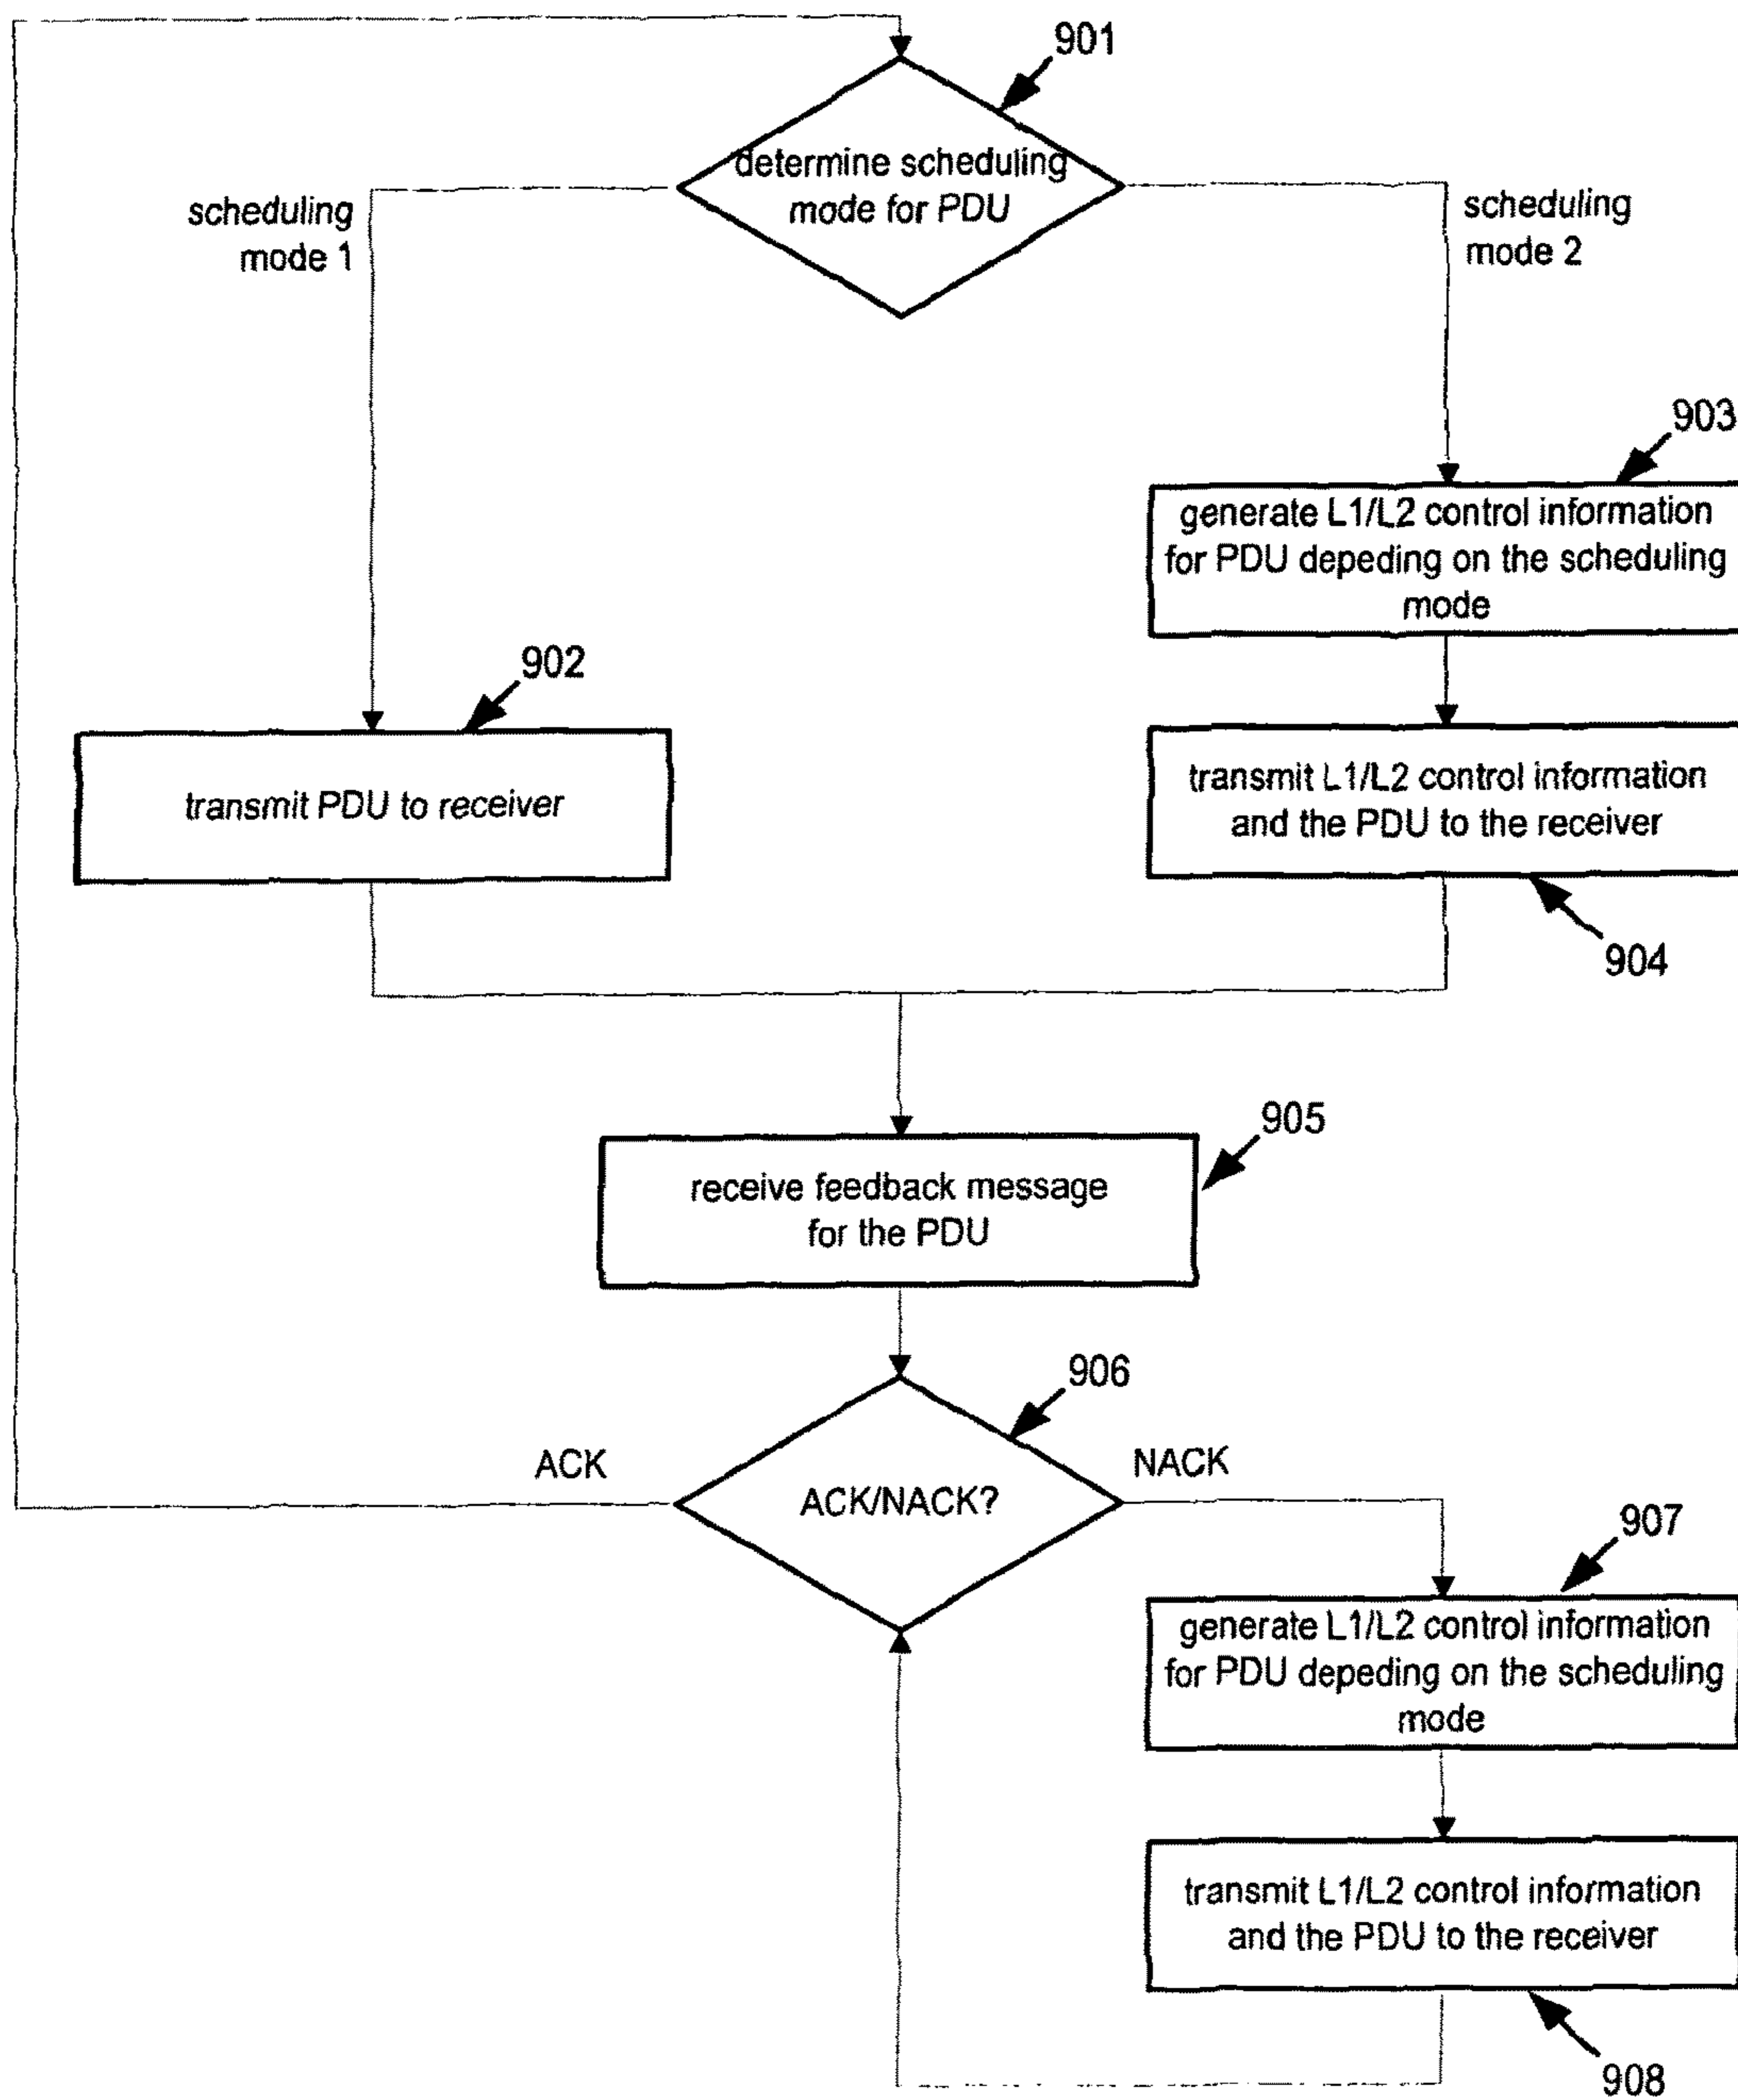 901
determine scheduling
mode for PDU
scheduling
mode 1
scheduling
mode 2
903
generate L1/L2 control information
for PDU depeding on the scheduling
mode
902
transmit PDU to receiver
transmit L1/L2 control information
and the PDU to the receiver
904
905
receive feedback message
for the PDU
906
ACK
NACK
ACK/NACK?
907
generate L1/L2 control information
for PDU depeding on the scheduling
mode
transmit L1/L2 control information
and the PDU to the receiver
908